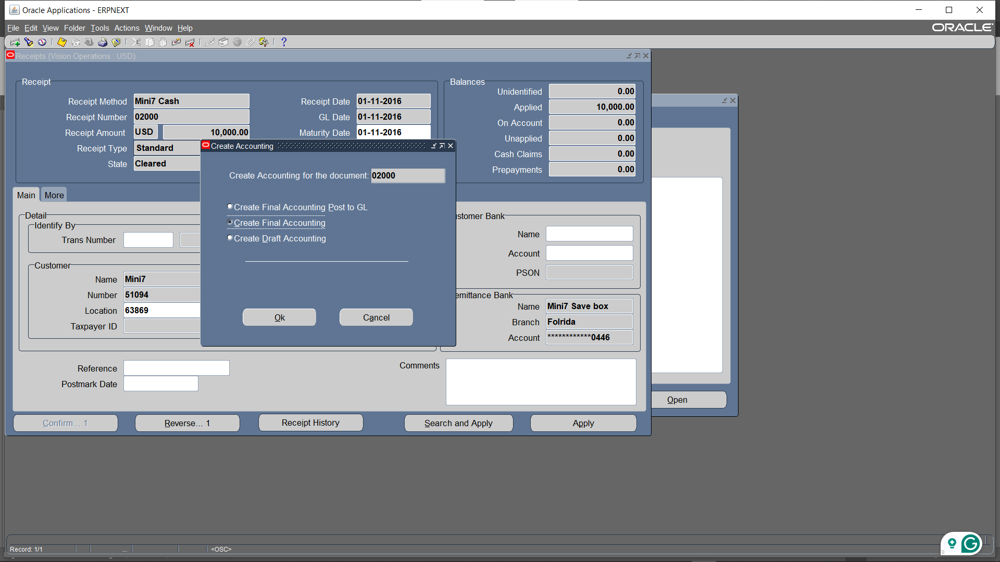 Oracle Applications - ERPNEXT
File Edit View Folder Tools Actions Window Help
ORACLE
Receipts (Vision Operations : USD)
Receipt
Receipt Method Mini7 Cash
Receipt Number 02000
Receipt Amount USD 10,000.00
Receipt Type Standard
State Cleared
Receipt Date 01-11-2016
GL Date 01-11-2016
Maturity Date 01-11-2016
Balances
Unidentified 0.00
Applied 10,000.00
On Account 0.00
Unapplied 0.00
Cash Claims 0.00
Prepayments 0.00
Create Accounting
Create Accounting for the document: 02000
Create Final Accounting Post to GL
Create Final Accounting
Create Draft Accounting
Ok Cancel
Main More
Detail
Identify By
Trans Number
Customer
Name Mini7
Number 51094
Location 63869
Taxpayer ID
Reference
Postmark Date
ustomer Bank
Name
Account
PSON
emittance Bank
Name Mini7 Save box
Branch Folrida
Account ************0446
Comments
Confirm... 1 Reverse... 1 Receipt History Search and Apply Apply
Open
Record: 1/1 ... <OSC>